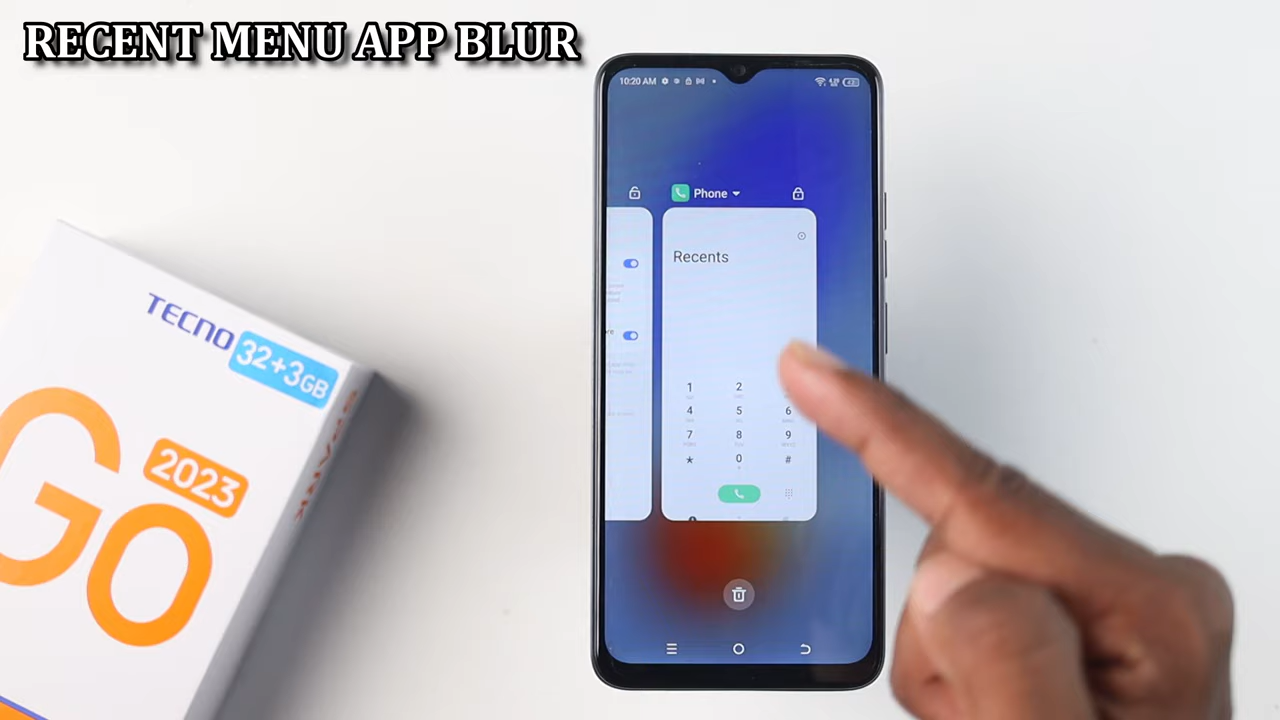 RECENT MENU APP BLUR
10:20 AM
Phone
Recents
1 2
4 5 6
7 8 9
* 0 #
TECNO
32+3GB
GO
2023
SPARK